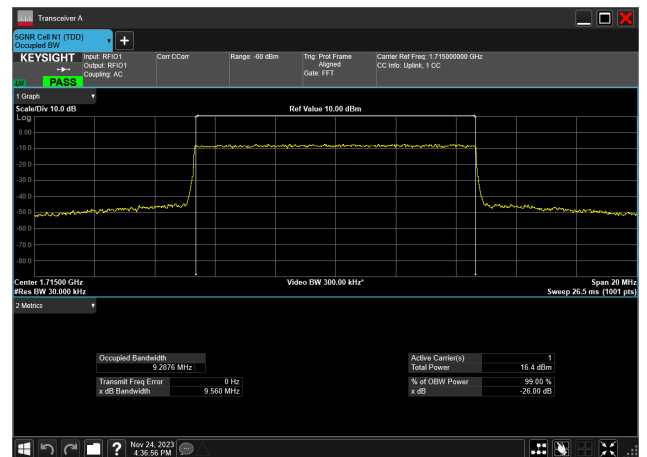 Transceiver A
5GNR Cell N1 (TDD)
Occupied BW
KEYSIGHT
Input: RFIO1
Output: RFIO1
Coupling: AC
Corr CCorr
Range: -60 dBm
Trig: Prot Frame
Aligned
Gate: FFT
Carrier Ref Freq: 1.715000000 GHz
CC Info: Uplink, 1 CC
PASS
1 Graph
Scale/Div 10.0 dB
Ref Value 10.00 dBm
Log
0.00
-10.0
-20.0
-30.0
-40.0
-50.0
-60.0
-70.0
-80.0
Center 1.71500 GHz
Video BW 300.00 kHz*
Span 20 MHz
#Res BW 30.000 kHz
Sweep 26.5 ms (1001 pts)
2 Metrics
Occupied Bandwidth
9.2876 MHz
Transmit Freq Error 0 Hz
x dB Bandwidth 9.560 MHz
Active Carrier(s) 1
Total Power 16.4 dBm
% of OBW Power 99.00 %
x dB -26.00 dB
Nov 24, 2023
4:36:56 PM